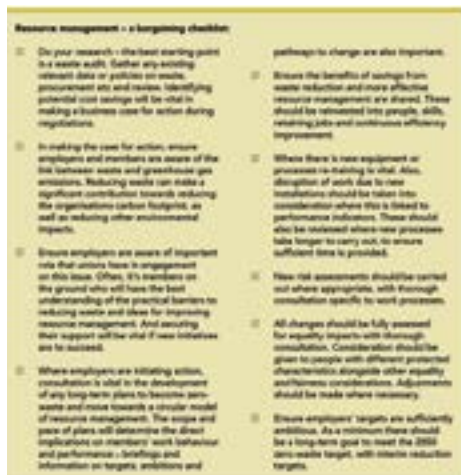 Resource management – a bargaining checklist
Do your research – the best starting point
is a waste audit. Gather any existing
relevant data or policies on waste,
procurement etc and review. Identifying
potential cost savings will be vital in
making a business case for action during
negotiations.
In making the case for action, ensure
employers and members are aware of the
link between waste and greenhouse gas
emissions. Reducing waste can make a
significant contribution towards reducing
the organisations carbon footprint, as
well as reducing other environmental
impacts.
Ensure employers are aware of important
role that unions have in engagement
on this issue. Often, it's members on
the ground who will have the best
understanding of the practical barriers to
reducing waste and ideas for improving
resource management. And securing
their support will be vital if new initiatives
are to succeed.
Where employers are initiating action,
consultation is vital in the development
of any long-term plans to become zero-
waste and move towards a circular model
of resource management. The scope and
pace of plans will determine the direct
implications on members' work behaviour
and performance – briefings and
information on targets, ambitions and
pathways to change are also important.
Ensure the benefits of savings from
waste reduction and more effective
resource management are shared. These
should be reinvested into people, skills,
retaining jobs and continuous efficiency
improvement.
Where there is new equipment or
processes re-training is vital. Also,
disruption of work due to new
installations should be taken into
consideration where this is linked to
performance indicators. These should
also be reviewed where new processes
take longer to carry out, to ensure
sufficient time is provided.
New risk assessments should be carried
out where appropriate, with thorough
consultation specific to work processes.
All changes should be fully assessed
for equality impacts with thorough
consultation. Consideration should be
given to people with different protected
characteristics alongside other equality
and fairness considerations. Adjustments
should be made where necessary.
Ensure employers' targets are sufficiently
ambitious. As a minimum there should
be a long-term goal to meet the 2050
zero-waste target, with interim reduction
targets.